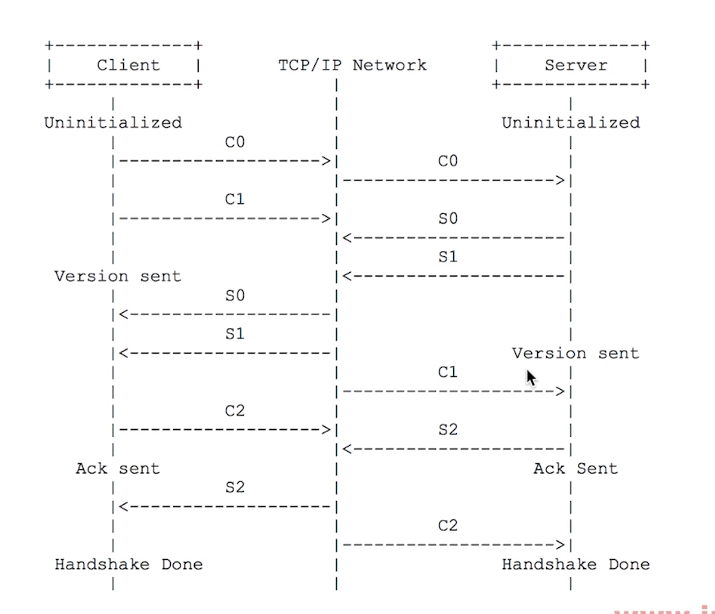 Client TCP/IP Network Server
Uninitialized Uninitialized
C0
C0
C1
S0
S1
Version sent
S0
S1
Version sent
C1
C2
S2
Ack sent Ack Sent
S2
C2
Handshake Done Handshake Done